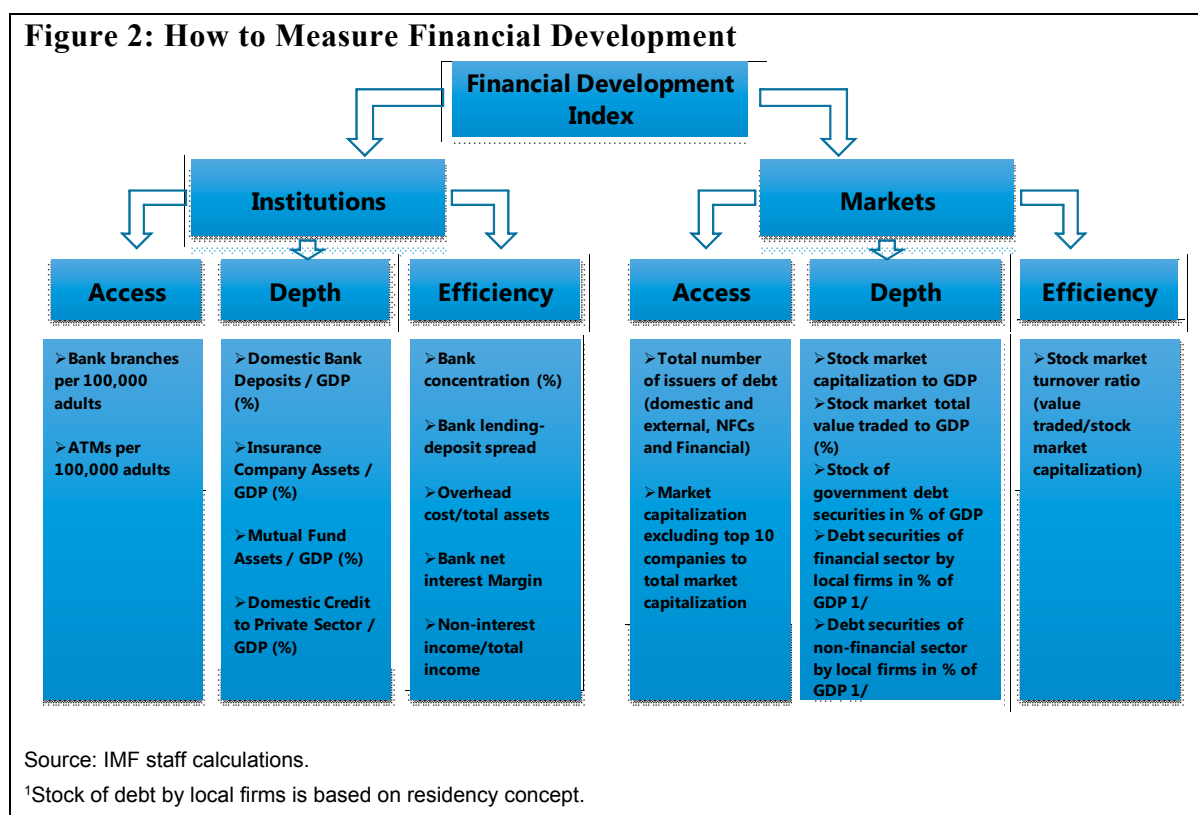 Figure 2: How to Measure Financial Development
Financial Development
Index
Institutions
Markets
Access
Depth
Efficiency
Access
Depth
Efficiency
➢Bank branches
per 100,000
adults
➢ATMs per
100,000 adults
➢Domestic Bank
Deposits / GDP
(%)
➢Insurance
Company Assets /
GDP (%)
➢Mutual Fund
Assets / GDP (%)
➢Domestic Credit
to Private Sector /
GDP (%)
➢Bank
concentration (%)
➢Bank lending-
deposit spread
➢Overhead
cost/total assets
➢Bank net
interest Margin
➢Non-interest
income/total
income
➢Total number
of issuers of debt
(domestic and
external, NFCs
and Financial)
➢Market
capitalization
excluding top 10
companies to
total market
capitalization
➢Stock market
capitalization to GDP
➢Stock market total
value traded to GDP
(%)
➢Stock of
government debt
securities in % of GDP
➢Debt securities of
financial sector by
local firms in % of
GDP 1/
➢Debt securities of
non-financial sector
by local firms in % of
GDP 1/
➢Stock market
turnover ratio
(value
traded/stock
market
capitalization)
Source: IMF staff calculations.
¹Stock of debt by local firms is based on residency concept.